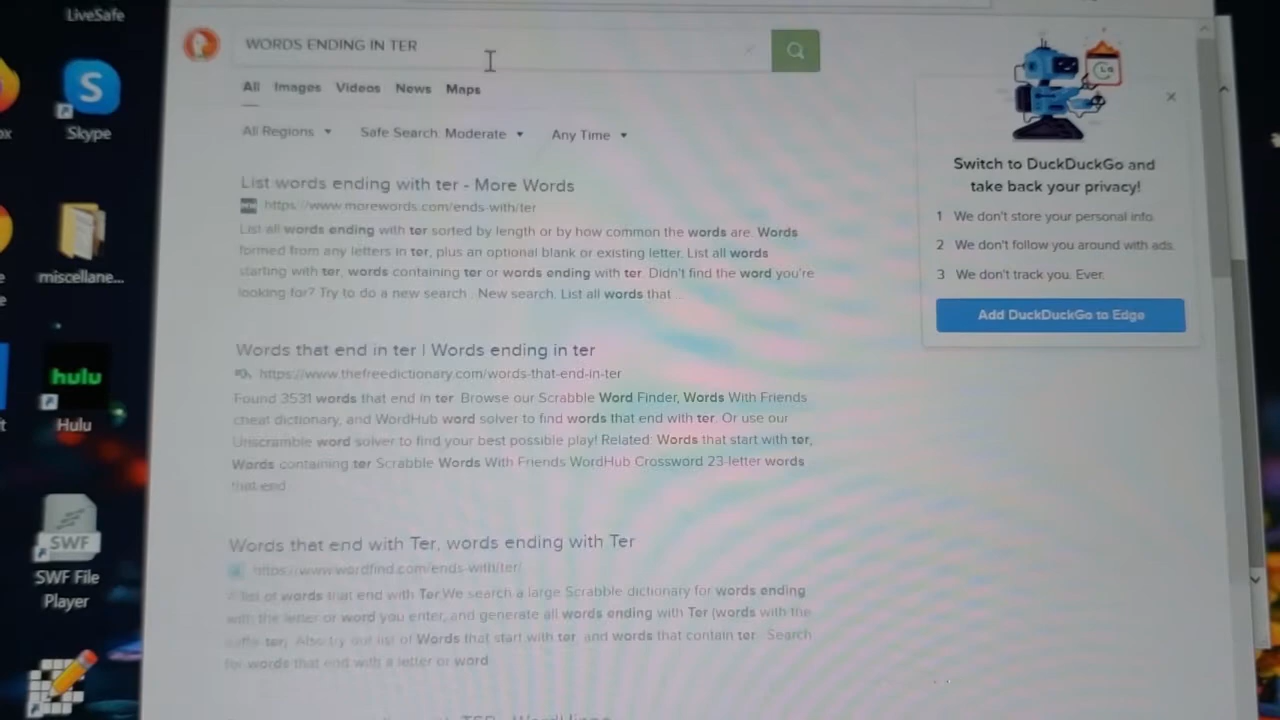 LiveSafe
WORDS ENDING IN TER
All Images Videos News Maps
All Regions Safe Search: Moderate Any Time
Skype
miscellane...
hulu
Hulu
SWF
SWF File
Player
List words ending with ter - More Words
https://www.morewords.com/ends-with/ter
List all words ending with ter sorted by length or by how common the words are. Words
formed from any letters in ter, plus an optional blank or existing letter. List all words
starting with ter, words containing ter or words ending with ter. Didn't find the word you're
looking for? Try to do a new search . New search. List all words that ...
Words that end in ter | Words ending in ter
https://www.thefreedictionary.com/words-that-end-in-ter
Found 3531 words that end in ter. Browse our Scrabble Word Finder, Words With Friends
cheat dictionary, and WordHub word solver to find words that end with ter. Or use our
Unscramble word solver to find your best possible play! Related: Words that start with ter,
Words containing ter Scrabble Words With Friends WordHub Crossword 23-letter words
that end
Words that end with Ter, words ending with Ter
https://www.wordfind.com/ends-with/ter/
A list of words that end with Ter.We search a large Scrabble dictionary for words ending
with the letter or word you enter, and generate all words ending with Ter (words with the
suffix ter). Also try our list of Words that start with ter, and words that contain ter. Search
for words that end with a letter or word
Switch to DuckDuckGo and
take back your privacy!
1 We don't store your personal info.
2 We don't follow you around with ads.
3 We don't track you. Ever.
Add DuckDuckGo to Edge